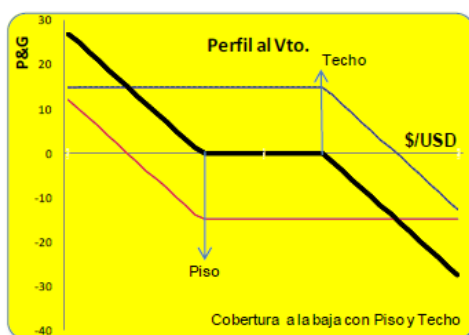 P&G
30
20
10
0
-10
-20
-30
-40
Perfil al Vto.
Techo
$/USD
Piso
Cobertura a la baja con Piso y Techo